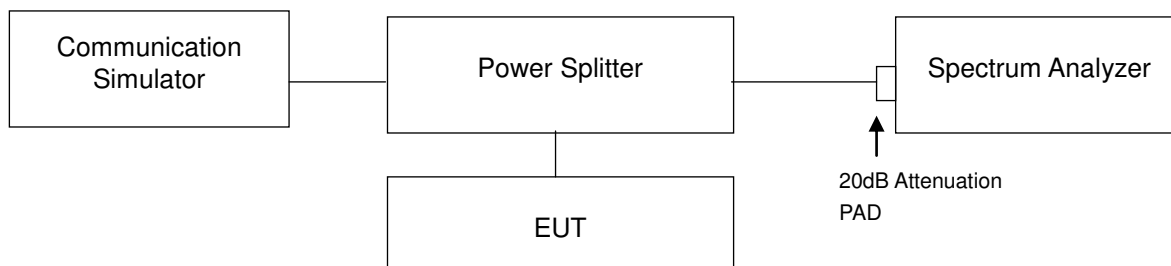 Communication
Simulator
Power Splitter
Spectrum Analyzer
20dB Attenuation
PAD
EUT